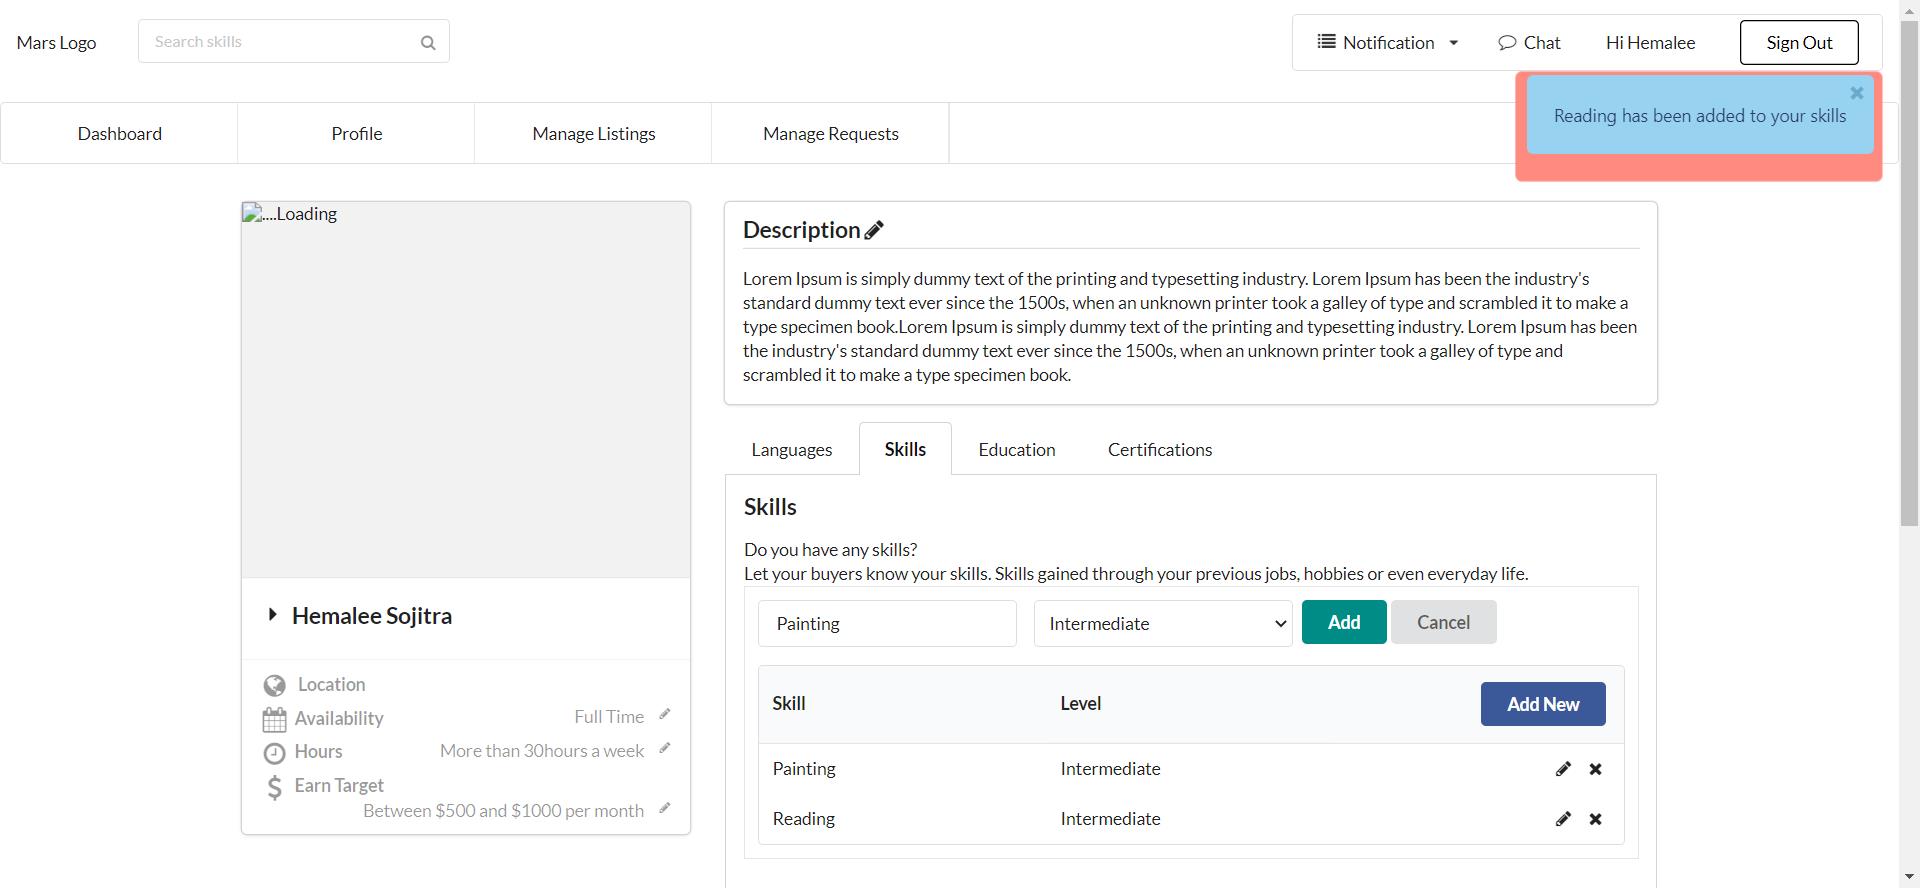 Mars Logo
Search skills
Notification
Chat
Hi Hemalee
Sign Out
Reading has been added to your skills
Dashboard
Profile
Manage Listings
Manage Requests
....Loading
Hemalee Sojitra
Location
Availability
Full Time
Hours
More than 30hours a week
Earn Target
Between $500 and $1000 per month
Description
Lorem Ipsum is simply dummy text of the printing and typesetting industry. Lorem Ipsum has been the industry's
standard dummy text ever since the 1500s, when an unknown printer took a galley of type and scrambled it to make a
type specimen book.Lorem Ipsum is simply dummy text of the printing and typesetting industry. Lorem Ipsum has been
the industry's standard dummy text ever since the 1500s, when an unknown printer took a galley of type and
scrambled it to make a type specimen book.
Languages
Skills
Education
Certifications
Skills
Do you have any skills?
Let your buyers know your skills. Skills gained through your previous jobs, hobbies or even everyday life.
Painting
Intermediate
Add
Cancel
Skill
Level
Add New
Painting
Intermediate
Reading
Intermediate